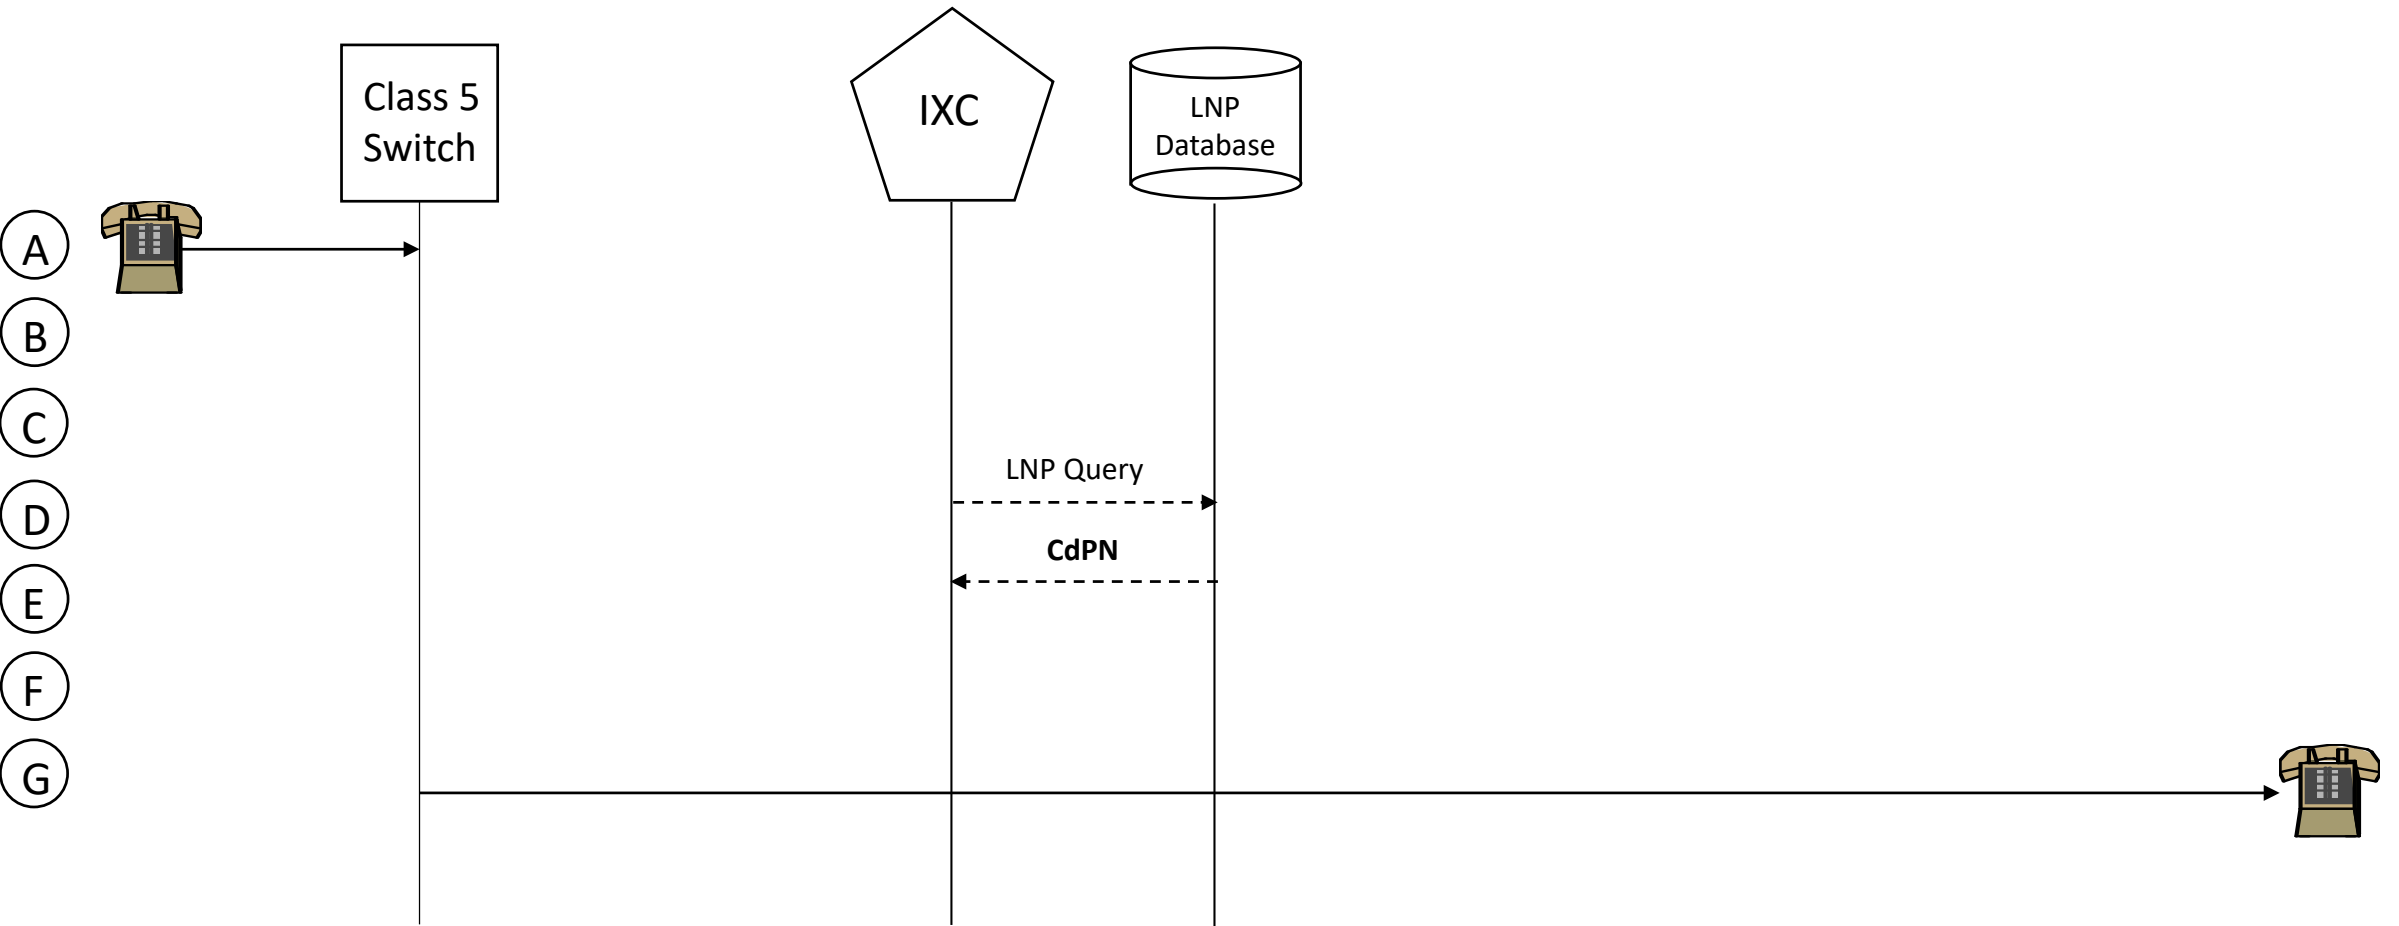 Class 5
Switch
IXC
LNP
Database
A
B
C
LNP Query
D
CdPN
E
F
G